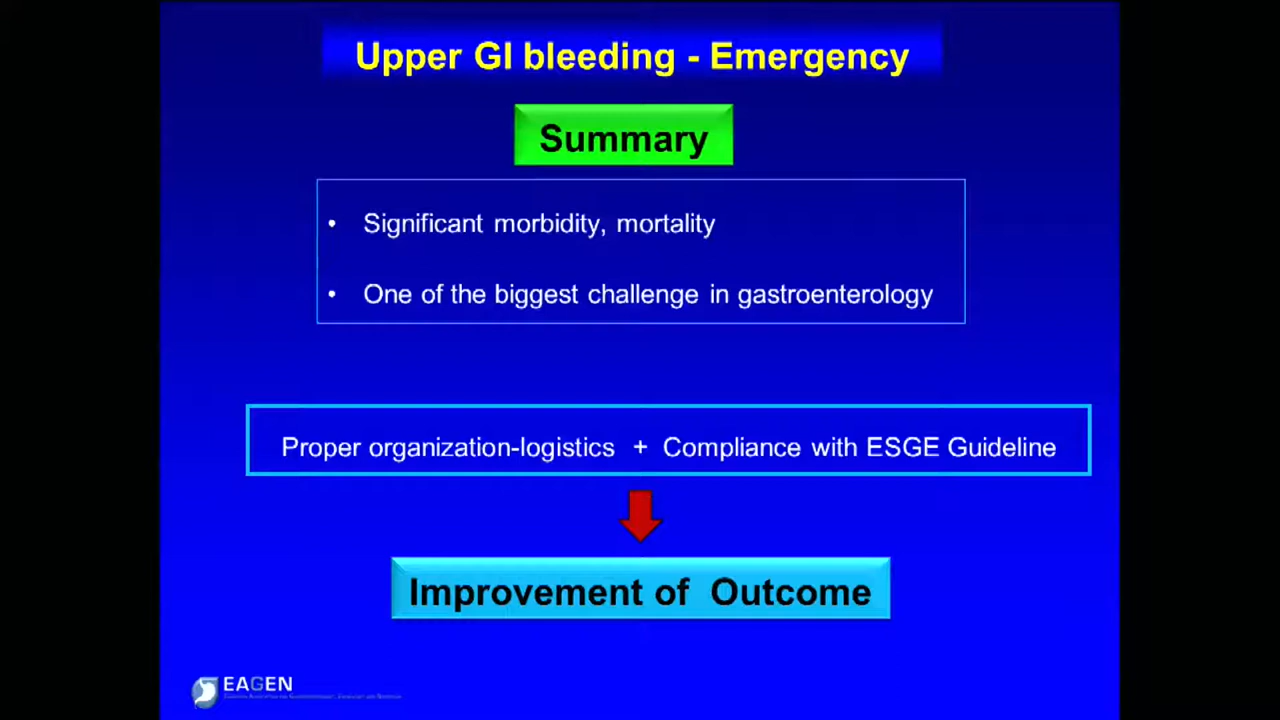 Upper GI bleeding - Emergency
Summary
• Significant morbidity, mortality
• One of the biggest challenge in gastroenterology
Proper organization-logistics + Compliance with ESGE Guideline
Improvement of Outcome
EAGEN